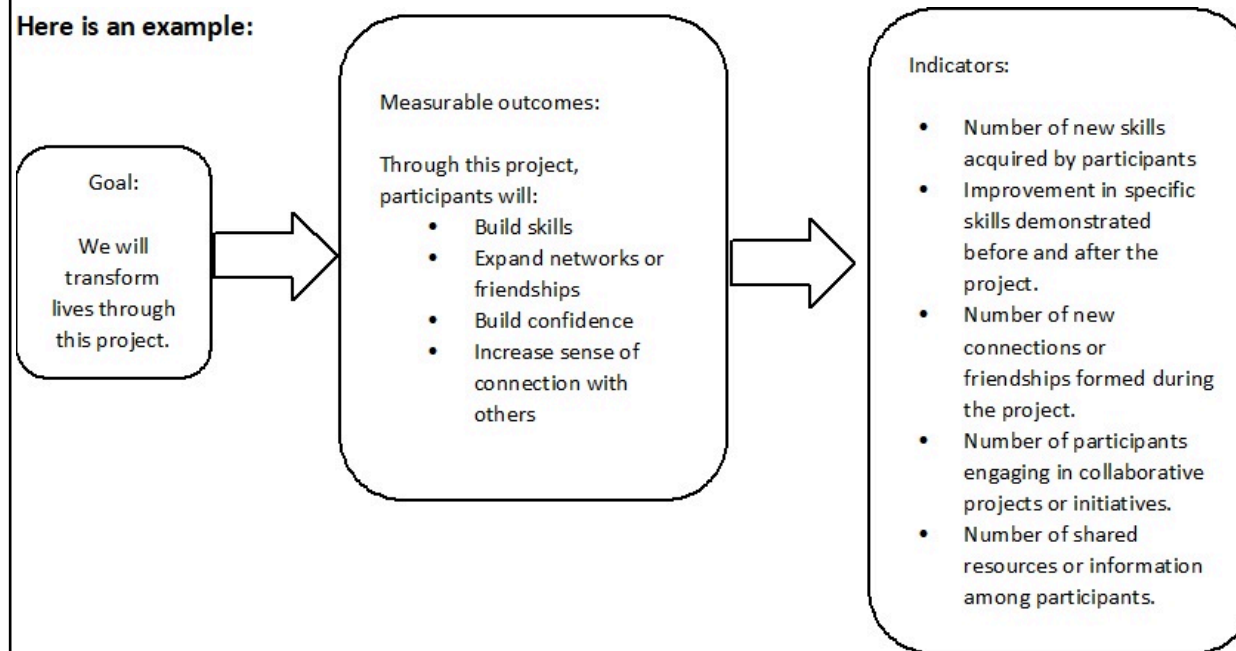 Here is an example:
Goal:
We will
transform
lives through
this project.
Measurable outcomes:
Through this project,
participants will:
• Build skills
• Expand networks or
friendships
• Build confidence
• Increase sense of
connection with
others
Indicators:
• Number of new skills
acquired by participants
• Improvement in specific
skills demonstrated
before and after the
project.
• Number of new
connections or
friendships formed during
the project.
• Number of participants
engaging in collaborative
projects or initiatives.
• Number of shared
resources or information
among participants.